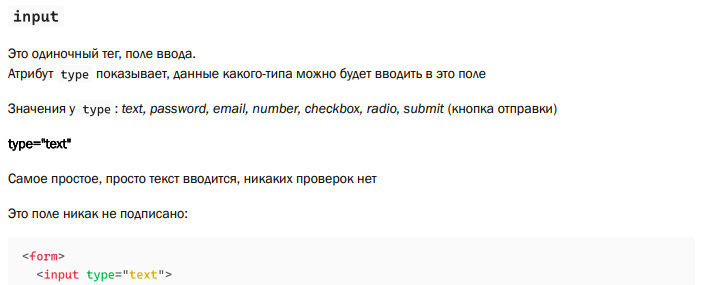 input
Это одиночный тег, поле ввода.
Атрибут type показывает, данные какого-типа можно будет вводить в это поле
Значения у type : text, password, email, number, checkbox, radio, submit (кнопка отправки)
type="text"
Самое простое, просто текст вводится, никаких проверок нет
Это поле никак не подписано:
<form>
<input type="text">